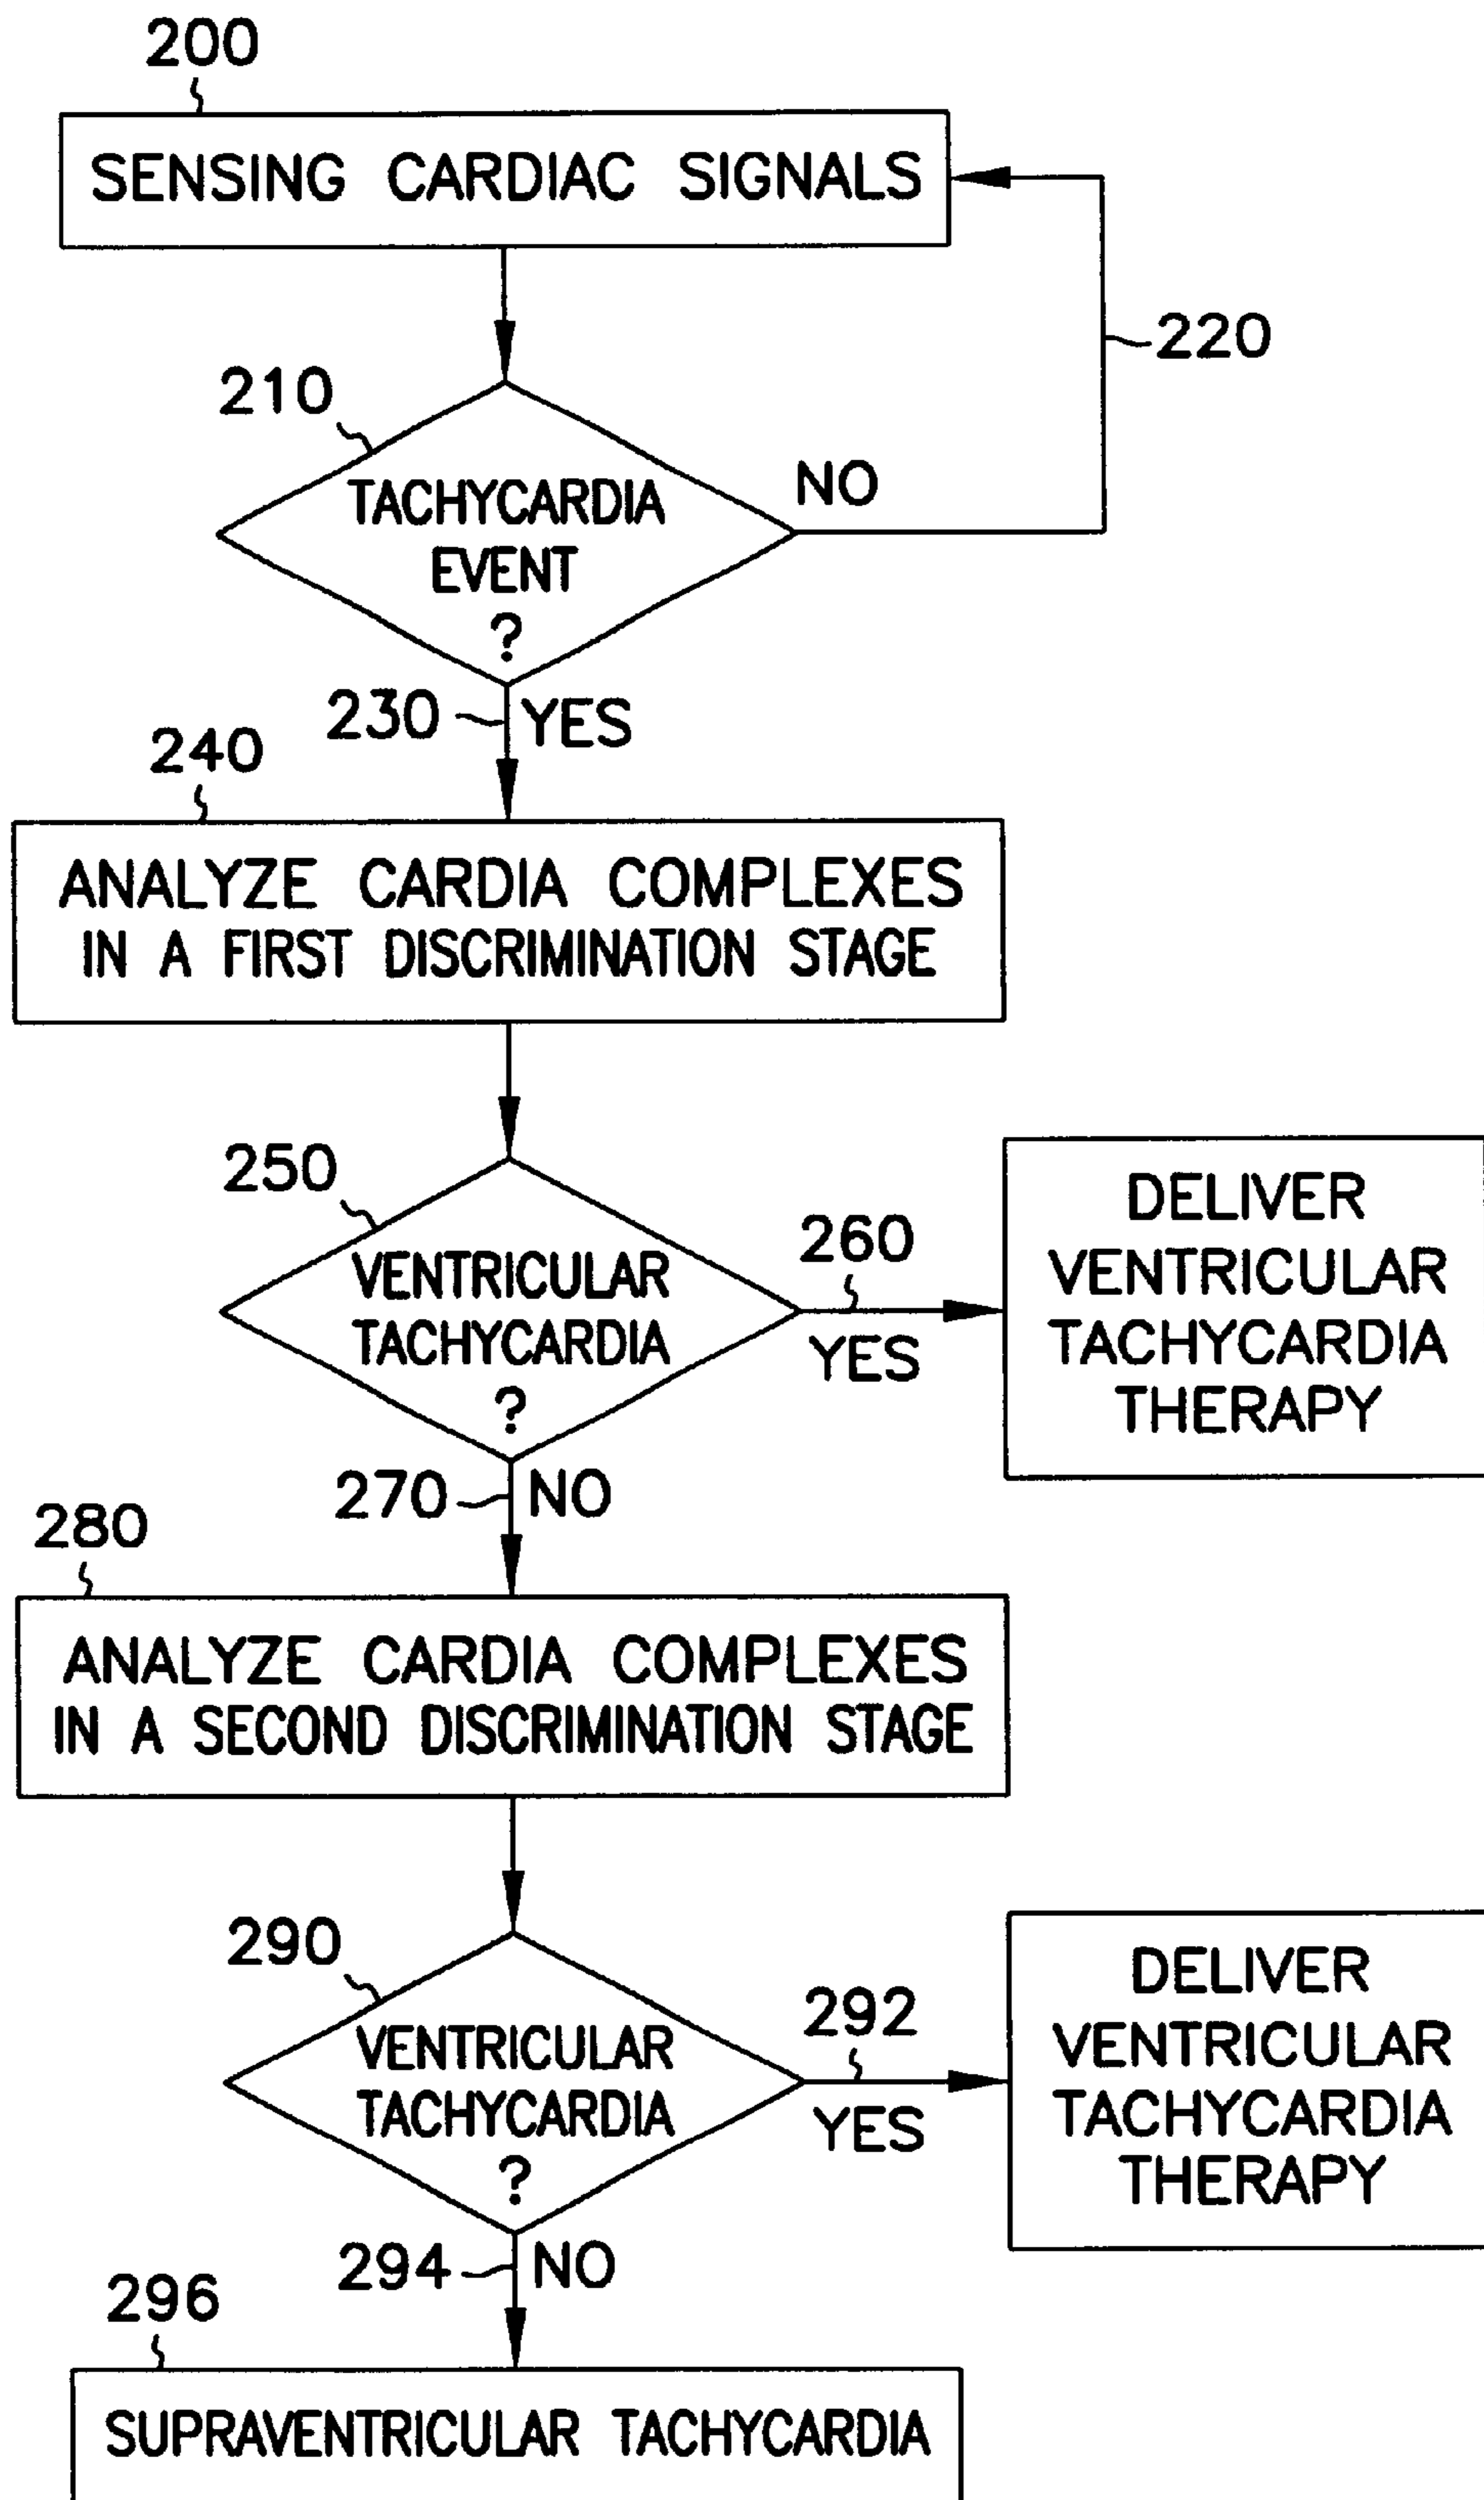 200
SENSING CARDIAC SIGNALS
220
210
TACHYCARDIA
EVENT
?
NO
230
YES
240
ANALYZE CARDIA COMPLEXES
IN A FIRST DISCRIMINATION STAGE
250
VENTRICULAR
TACHYCARDIA
?
260
YES
DELIVER
VENTRICULAR
TACHYCARDIA
THERAPY
270
NO
280
ANALYZE CARDIA COMPLEXES
IN A SECOND DISCRIMINATION STAGE
290
VENTRICULAR
TACHYCARDIA
?
292
YES
DELIVER
VENTRICULAR
TACHYCARDIA
THERAPY
294
NO
296
SUPRAVENTRICULAR TACHYCARDIA